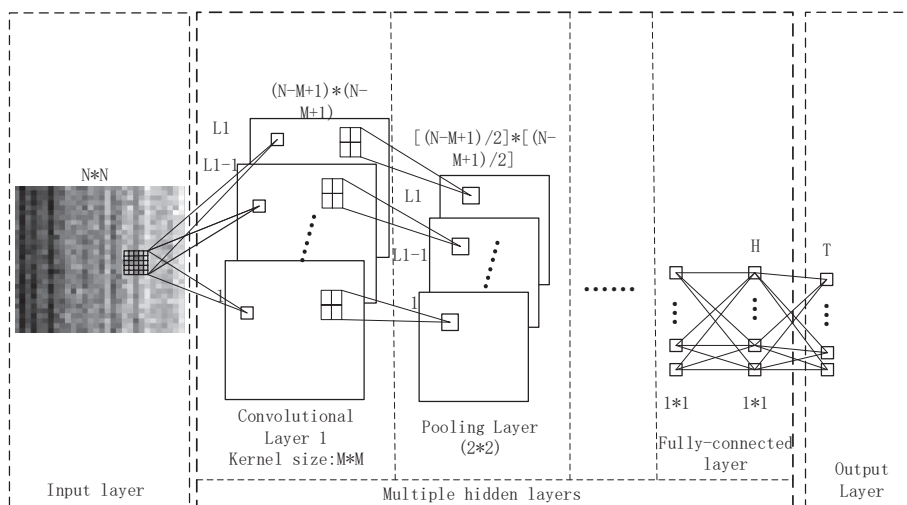 N*N
Input layer
(N-M+1)*(N-
M+1)
L1
L1-1
1
Convolutional
Layer 1
Kernel size:M*M
[(N-M+1)/2]*[(N-
M+1)/2]
L1
L1-1
1
Pooling Layer
(2*2)
......
H
T
1*1
1*1
Fully-connected
layer
Multiple hidden layers
Output
Layer